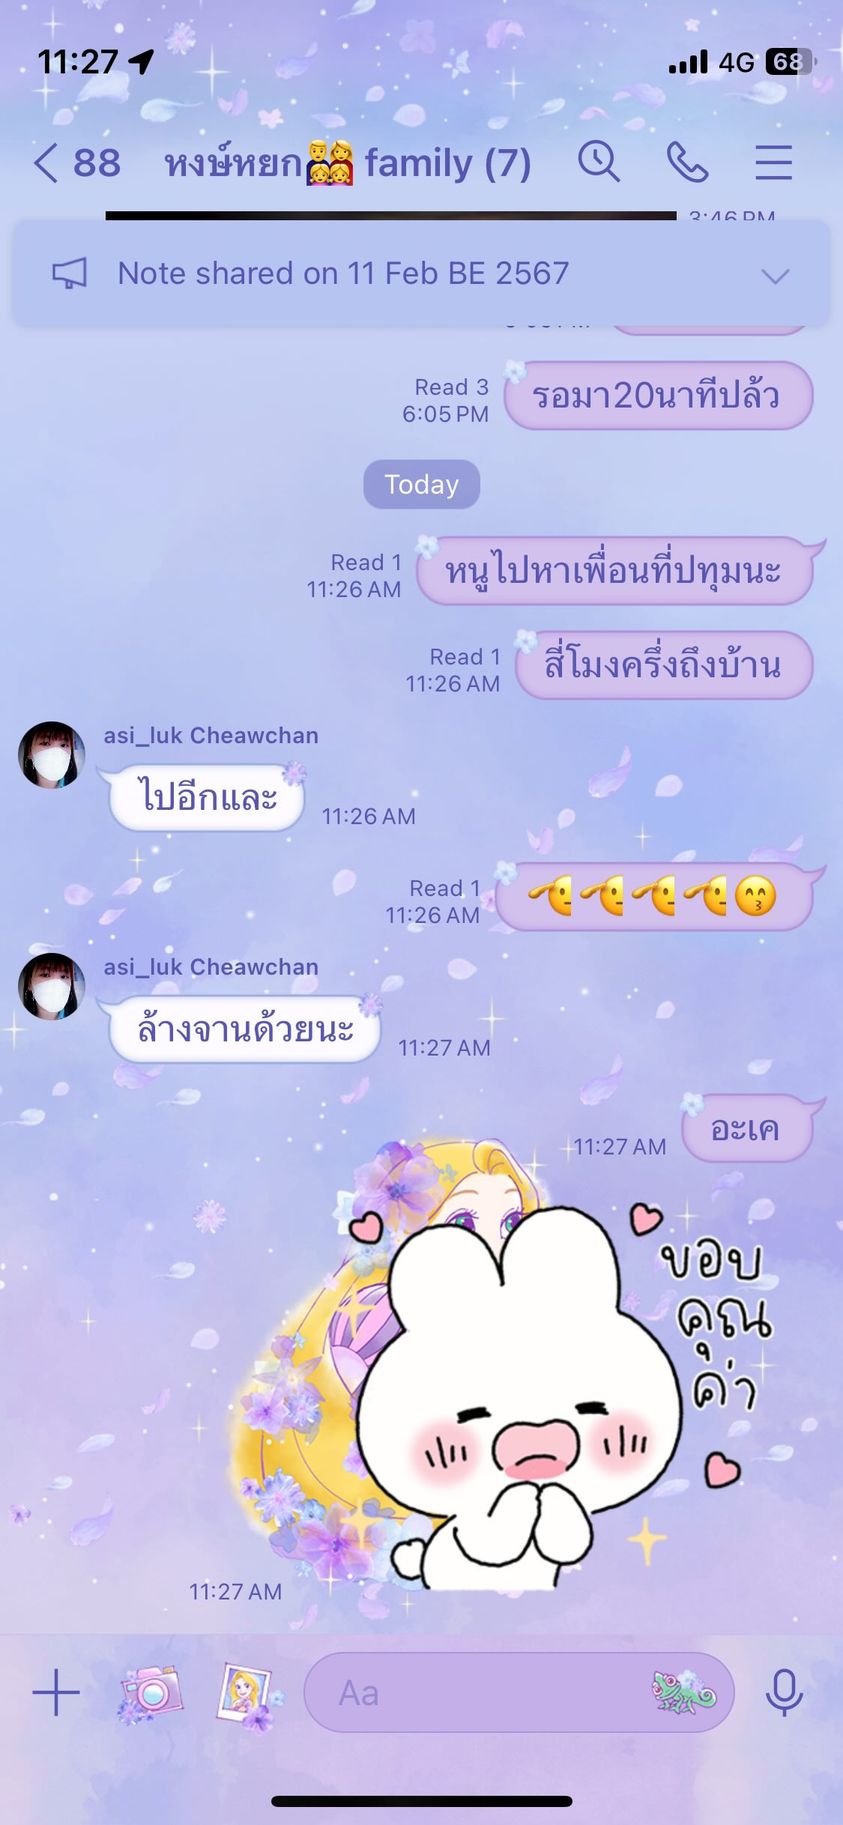 11:27
4G
68
88
หงษ์หยก👨‍👩‍👧‍👧 family (7)
3:46 PM
Note shared on 11 Feb BE 2567
Read 3
6:05 PM
รอมา20นาทีปล้ว
Today
Read 1
11:26 AM
หนูไปหาเพื่อนที่ปทุมนะ
Read 1
11:26 AM
สี่โมงครึ่งถึงบ้าน
asi_luk Cheawchan
ไปอีกและ
11:26 AM
Read 1
11:26 AM
asi_luk Cheawchan
ล้างจานด้วยนะ
11:27 AM
อะเค
11:27 AM
ขอบ
คุณ
ค่า
11:27 AM
Aa